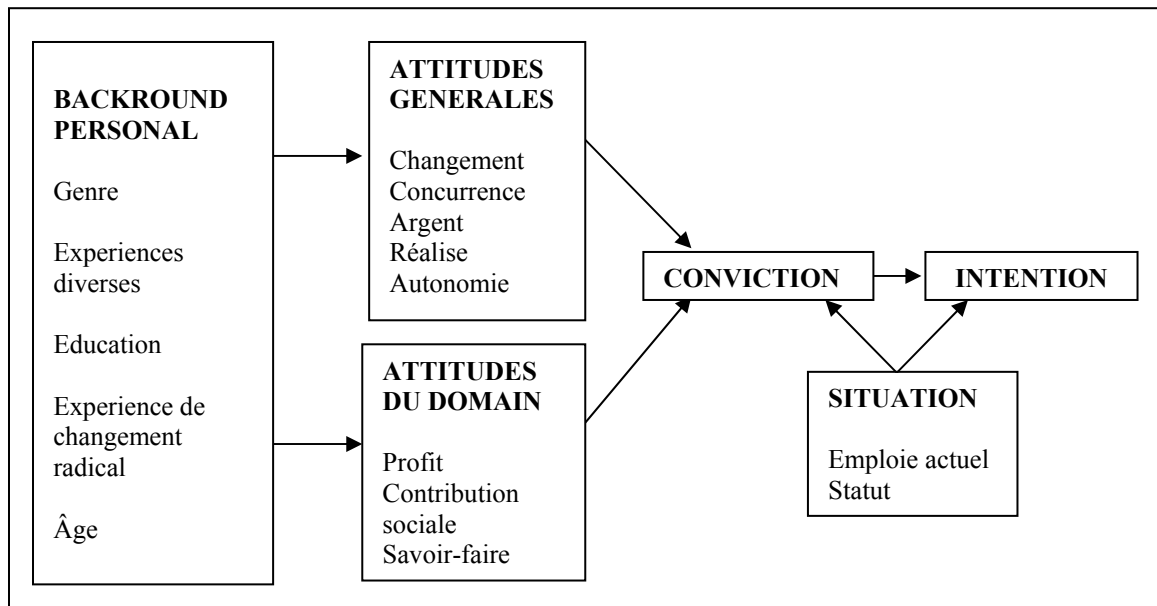 BACKROUND
PERSONAL
Genre
Experiences
diverses
Education
Experience de
changement
radical
Âge
ATTITUDES
GENERALES
Changement
Concurrence
Argent
Réalise
Autonomie
ATTITUDES
DU DOMAIN
Profit
Contribution
sociale
Savoir-faire
CONVICTION
INTENTION
SITUATION
Emploie actuel
Statut